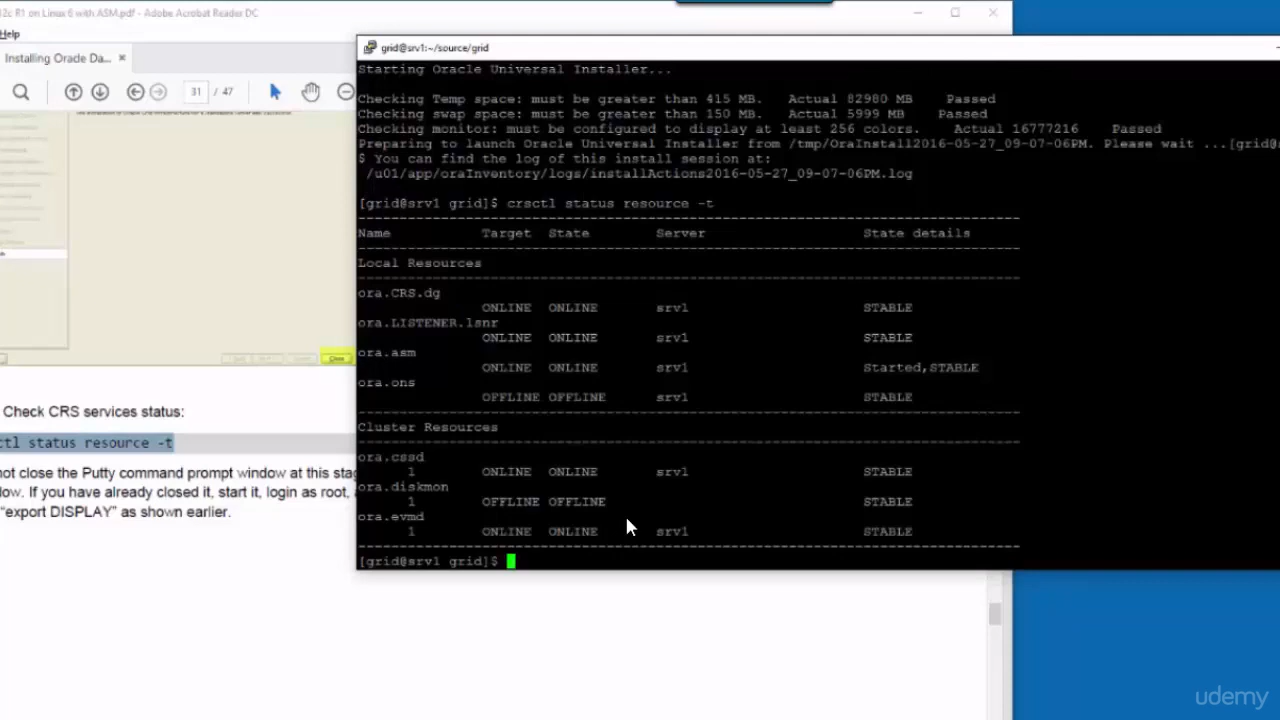 2c R1 on Linux 6 with ASM.pdf - Adobe Acrobat Reader DC
Help
Installing Oracle Da... ×
31 / 47
Close
Check CRS services status:
ctl status resource -t
not close the Putty command prompt window at this stag
dow. If you have already closed it, start it, login as root,
"export DISPLAY" as shown earlier.
grid@srv1:~/source/grid
Starting Oracle Universal Installer...
Checking Temp space: must be greater than 415 MB.   Actual 82980 MB    Passed
Checking swap space: must be greater than 150 MB.   Actual 5999 MB    Passed
Checking monitor: must be configured to display at least 256 colors.    Actual 16777216    Passed
Preparing to launch Oracle Universal Installer from /tmp/OraInstall2016-05-27_09-07-06PM. Please wait ...[grid@
$ You can find the log of this install session at:
/u01/app/oraInventory/logs/installActions2016-05-27_09-07-06PM.log
[grid@srv1 grid]$ crsctl status resource -t
--------------------------------------------------------------------------------
Name           Target  State        Server                   State details
--------------------------------------------------------------------------------
Local Resources
--------------------------------------------------------------------------------
ora.CRS.dg
ONLINE  ONLINE       srv1                     STABLE
ora.LISTENER.lsnr
ONLINE  ONLINE       srv1                     STABLE
ora.asm
ONLINE  ONLINE       srv1                     Started,STABLE
ora.ons
OFFLINE OFFLINE      srv1                     STABLE
--------------------------------------------------------------------------------
Cluster Resources
--------------------------------------------------------------------------------
ora.cssd
1        ONLINE  ONLINE       srv1                     STABLE
ora.diskmon
1        OFFLINE OFFLINE                               STABLE
ora.evmd
1        ONLINE  ONLINE       srv1                     STABLE
--------------------------------------------------------------------------------
[grid@srv1 grid]$
udemy